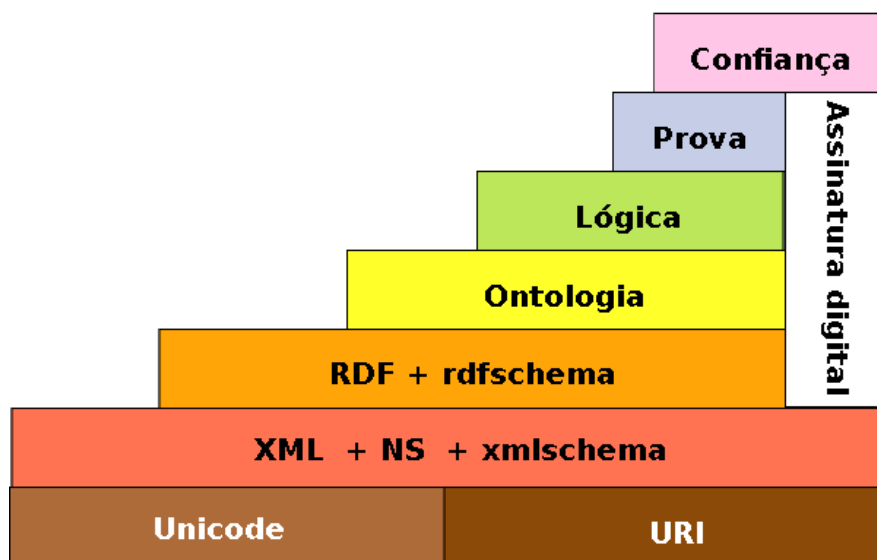 Confiança
Prova
Assinatura digital
Lógica
Ontologia
RDF + rdfschema
XML + NS + xmlschema
Unicode
URI